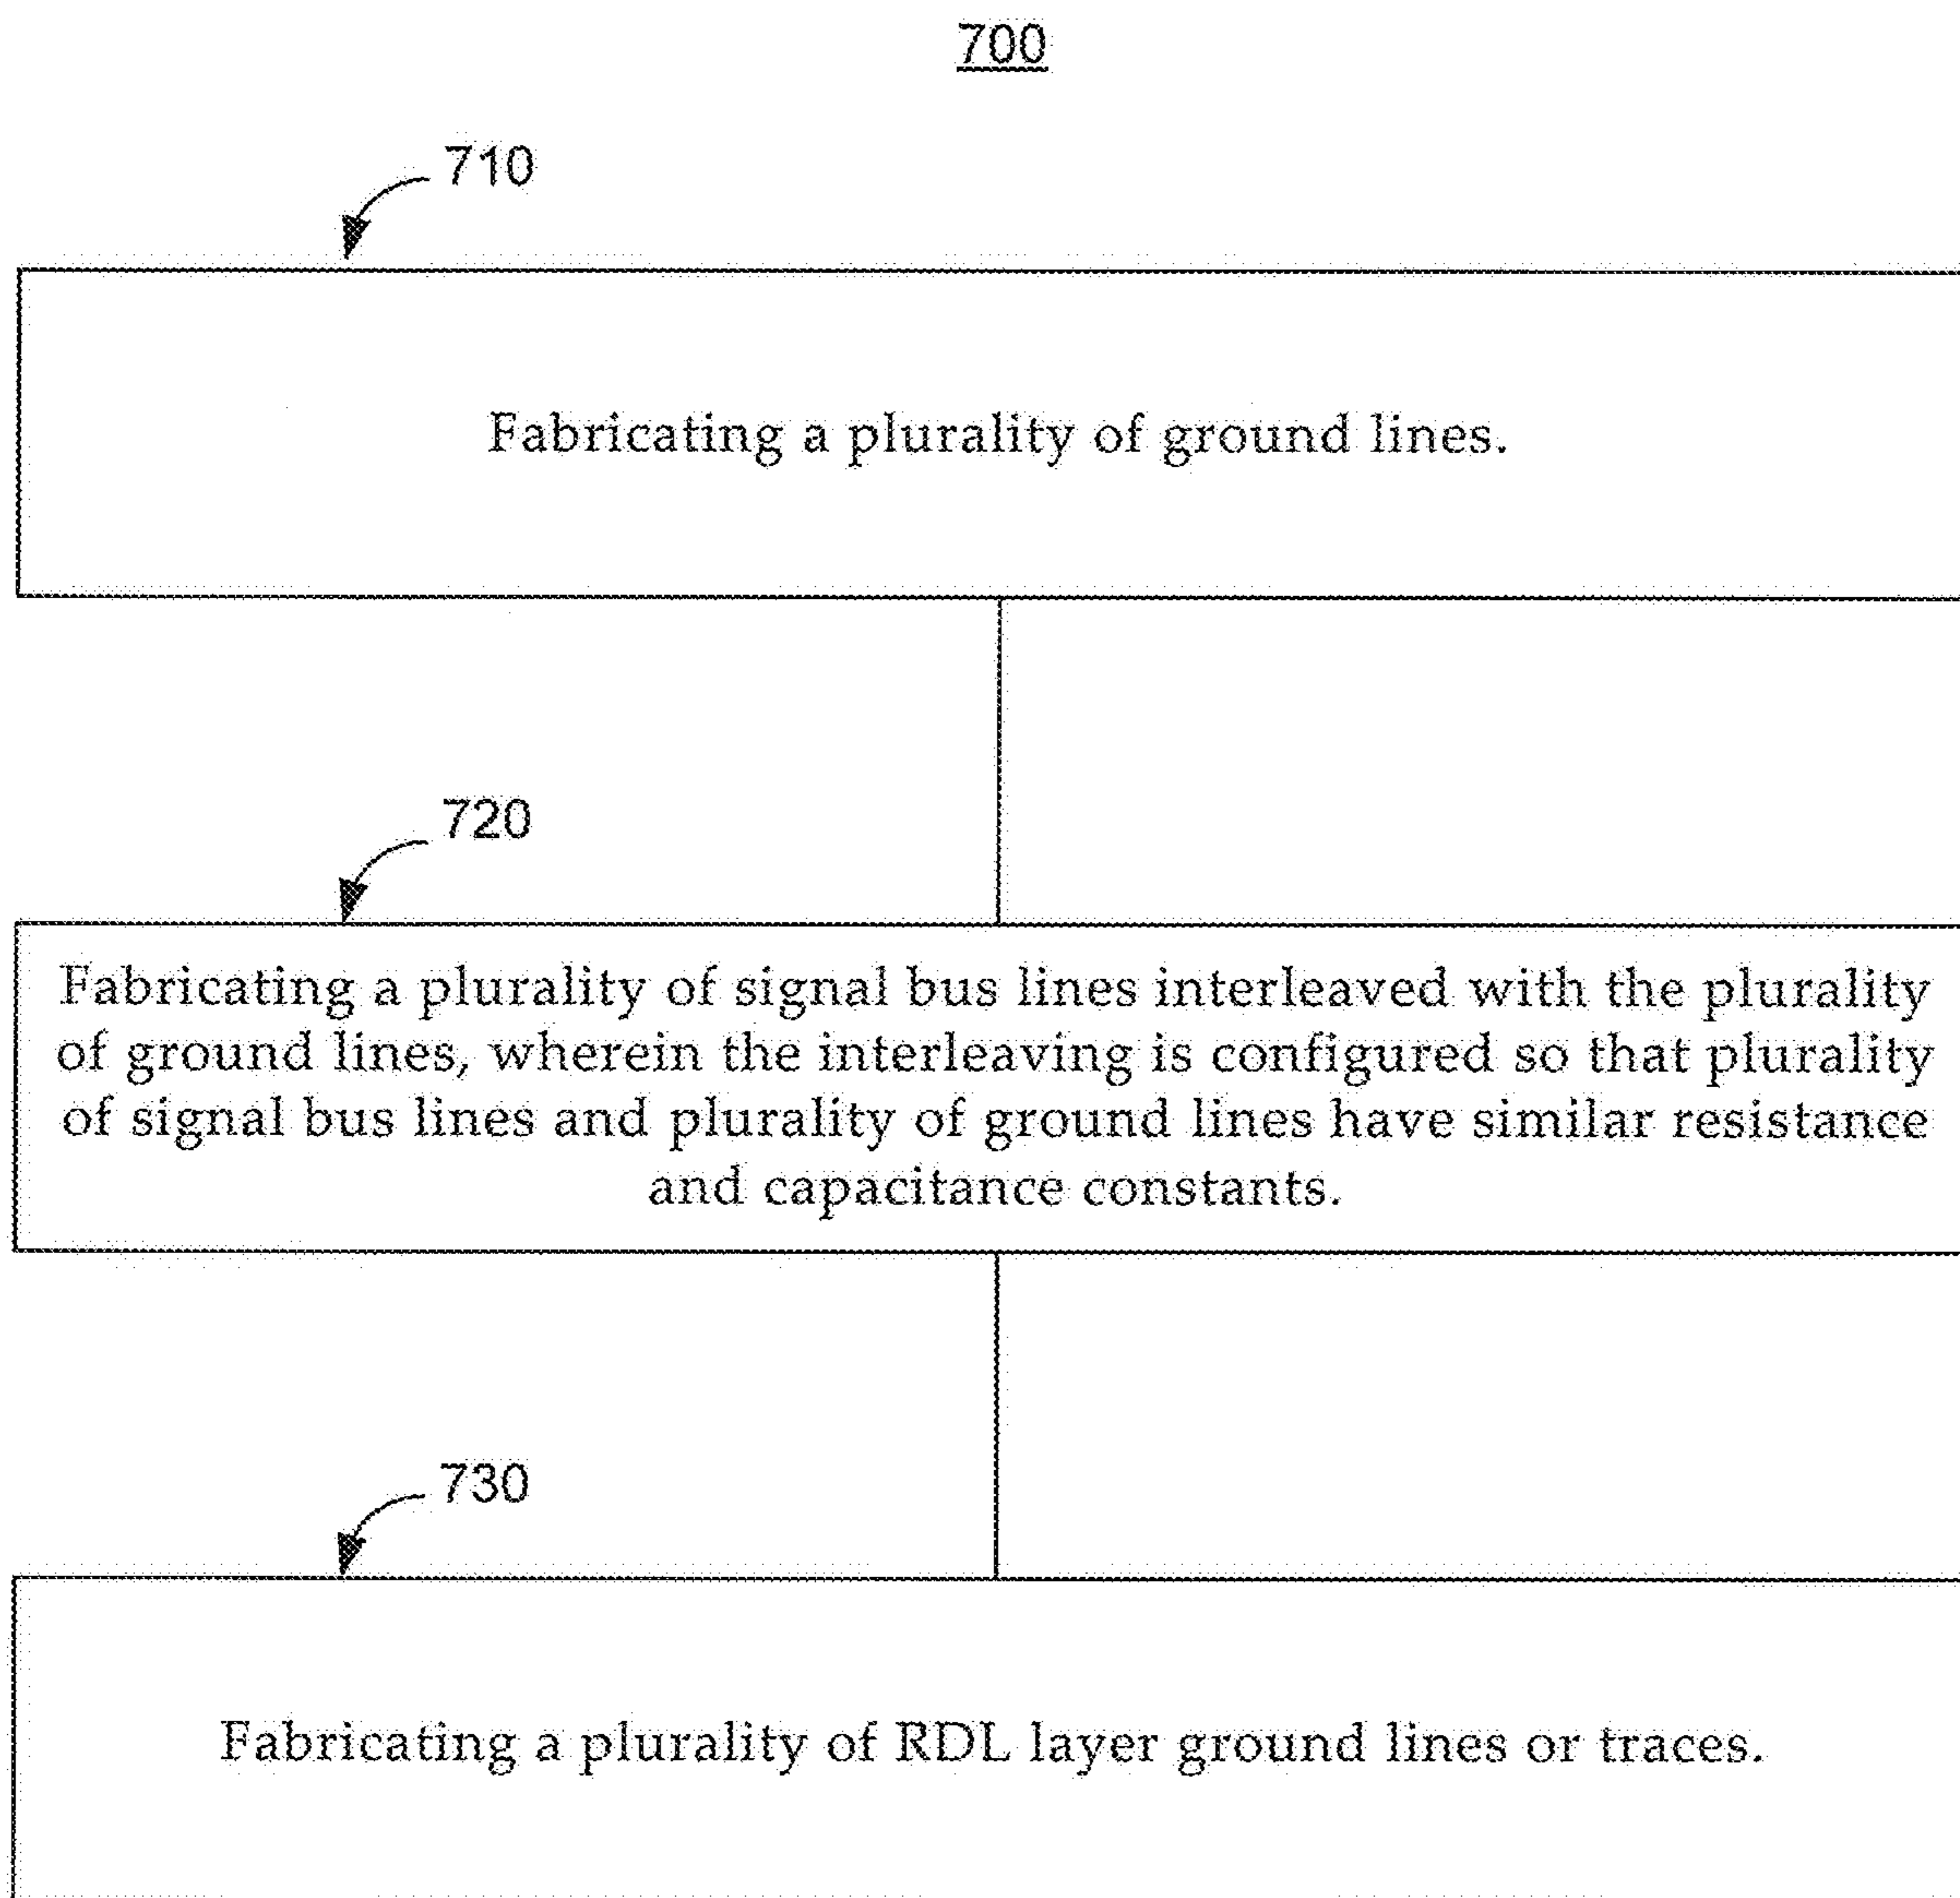 700
710
Fabricating a plurality of ground lines.
720
Fabricating a plurality of signal bus lines interleaved with the plurality
of ground lines, wherein the interleaving is configured so that plurality
of signal bus lines and plurality of ground lines have similar resistance
and capacitance constants.
730
Fabricating a plurality of RDL layer ground lines or traces.